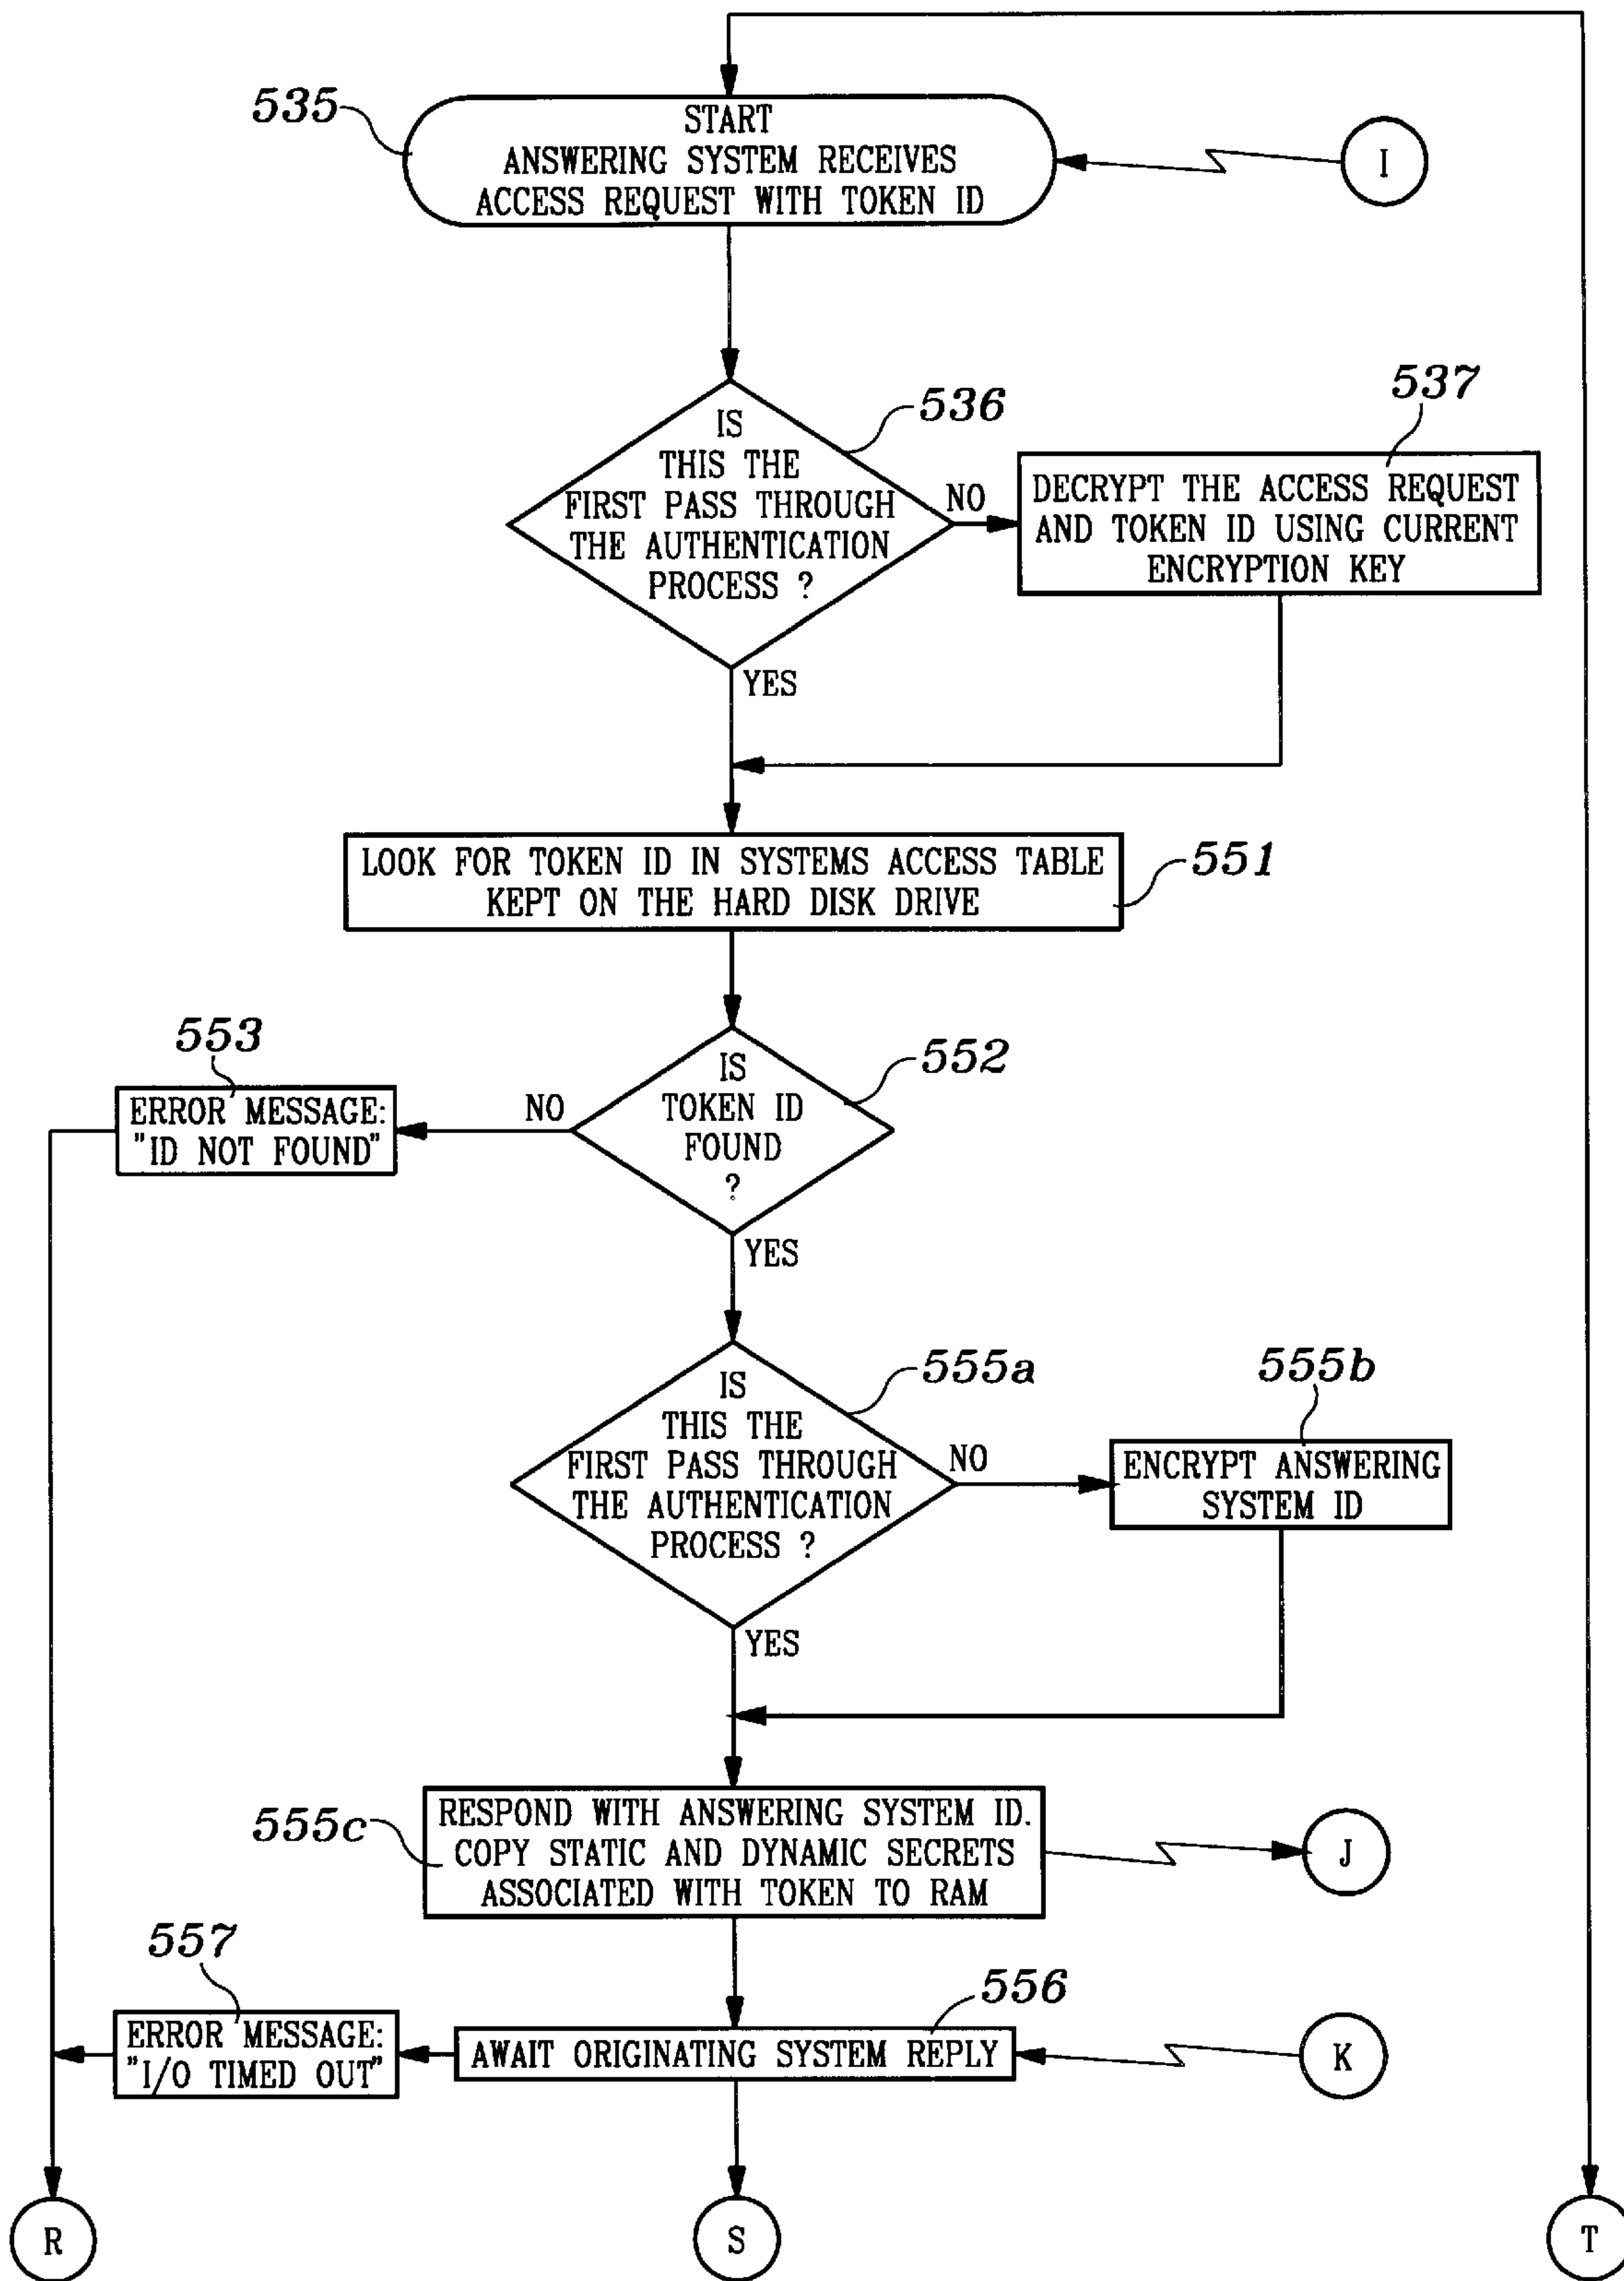 535
START
ANSWERING SYSTEM RECEIVES
ACCESS REQUEST WITH TOKEN ID
I
536
IS
THIS THE
FIRST PASS THROUGH
THE AUTHENTICATION
PROCESS ?
NO
537
DECRYPT THE ACCESS REQUEST
AND TOKEN ID USING CURRENT
ENCRYPTION KEY
YES
LOOK FOR TOKEN ID IN SYSTEMS ACCESS TABLE
KEPT ON THE HARD DISK DRIVE
551
553
ERROR MESSAGE:
"ID NOT FOUND"
NO
IS
TOKEN ID
FOUND
?
552
YES
555a
IS
THIS THE
FIRST PASS THROUGH
THE AUTHENTICATION
PROCESS ?
NO
555b
ENCRYPT ANSWERING
SYSTEM ID
YES
555c
RESPOND WITH ANSWERING SYSTEM ID.
COPY STATIC AND DYNAMIC SECRETS
ASSOCIATED WITH TOKEN TO RAM
J
557
ERROR MESSAGE:
"I/O TIMED OUT"
556
AWAIT ORIGINATING SYSTEM REPLY
K
R
S
T